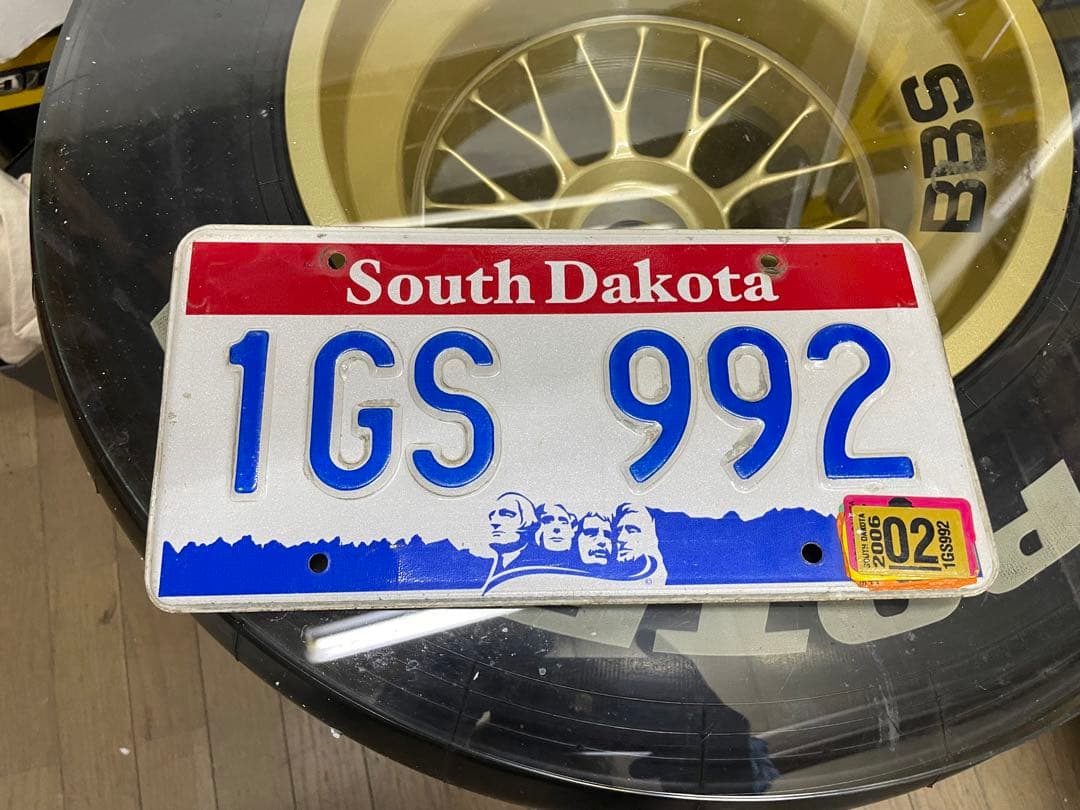 BBS
South Dakota
1GS 992
SOUTH DAKOTA
2006
02
1GS992